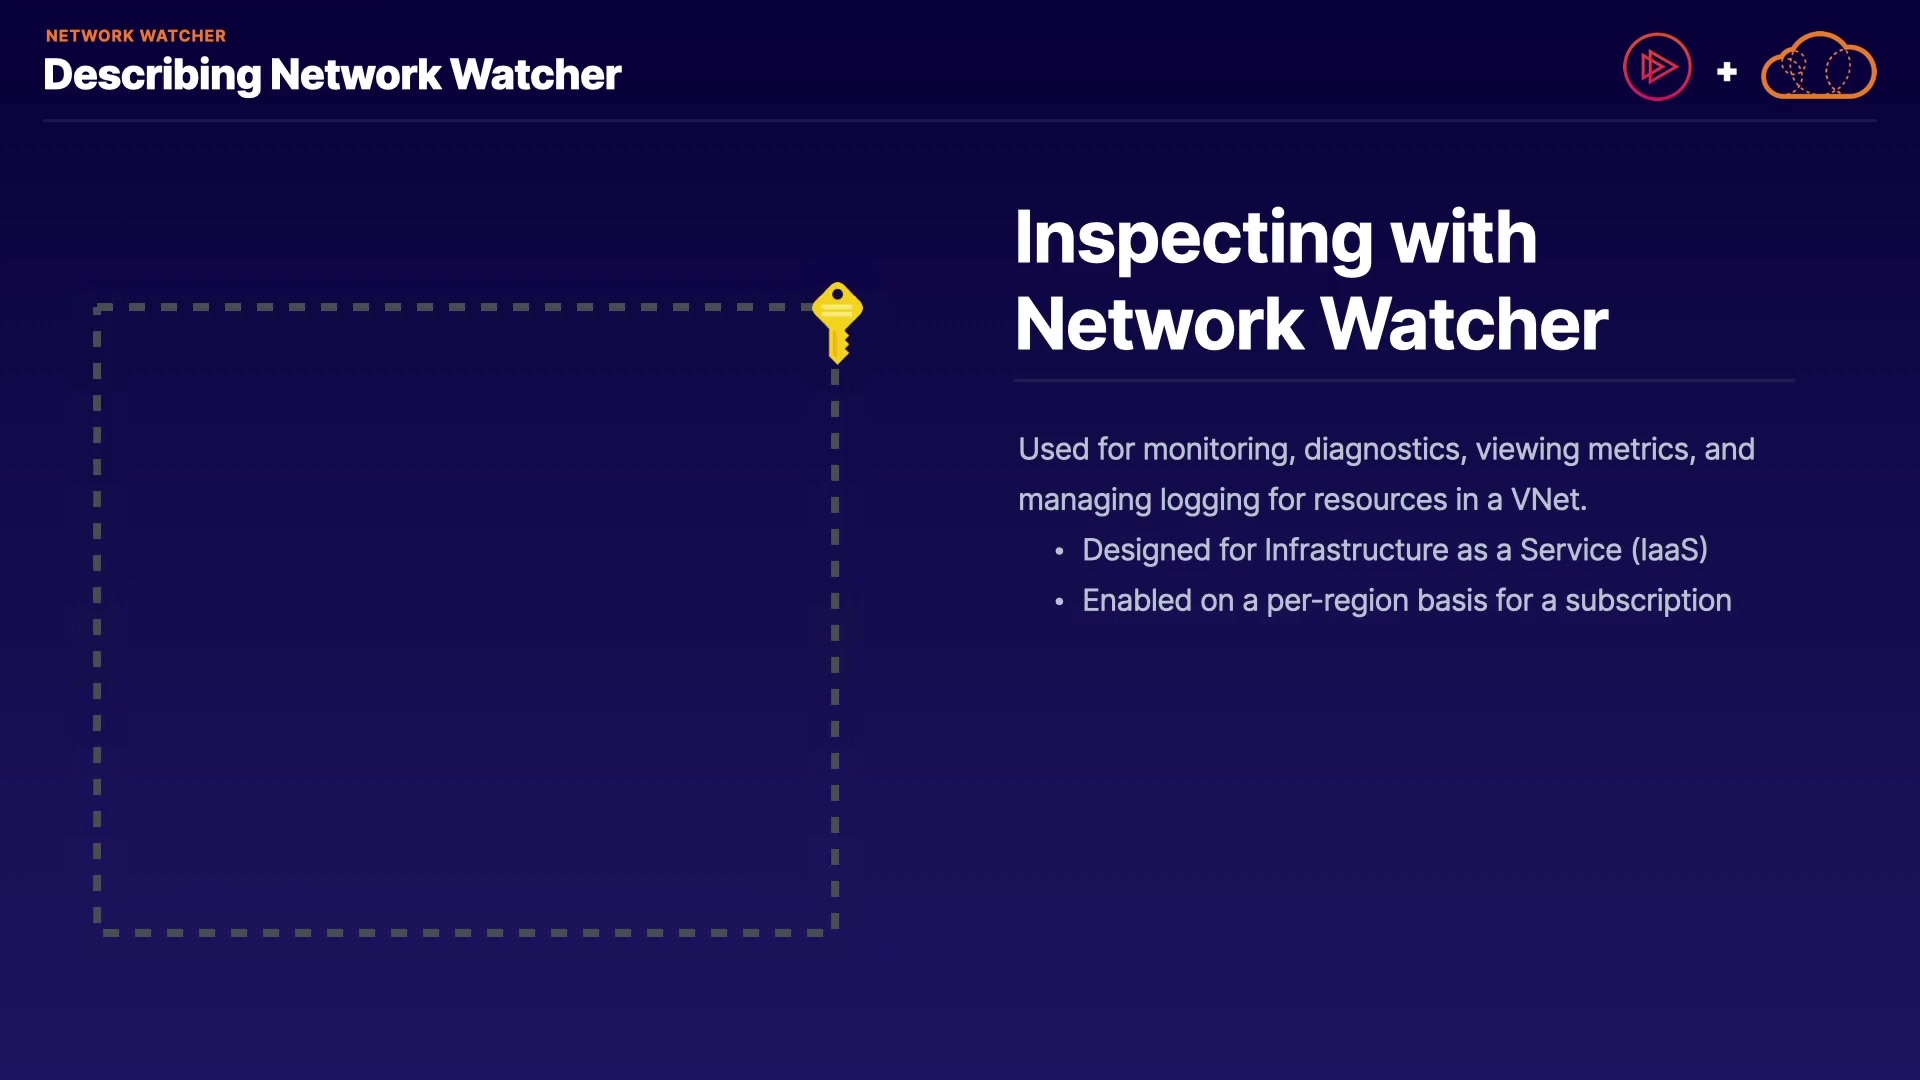 NETWORK WATCHER
Describing Network Watcher
Inspecting with
Network Watcher
Used for monitoring, diagnostics, viewing metrics, and
managing logging for resources in a VNet.
• Designed for Infrastructure as a Service (IaaS)
• Enabled on a per-region basis for a subscription